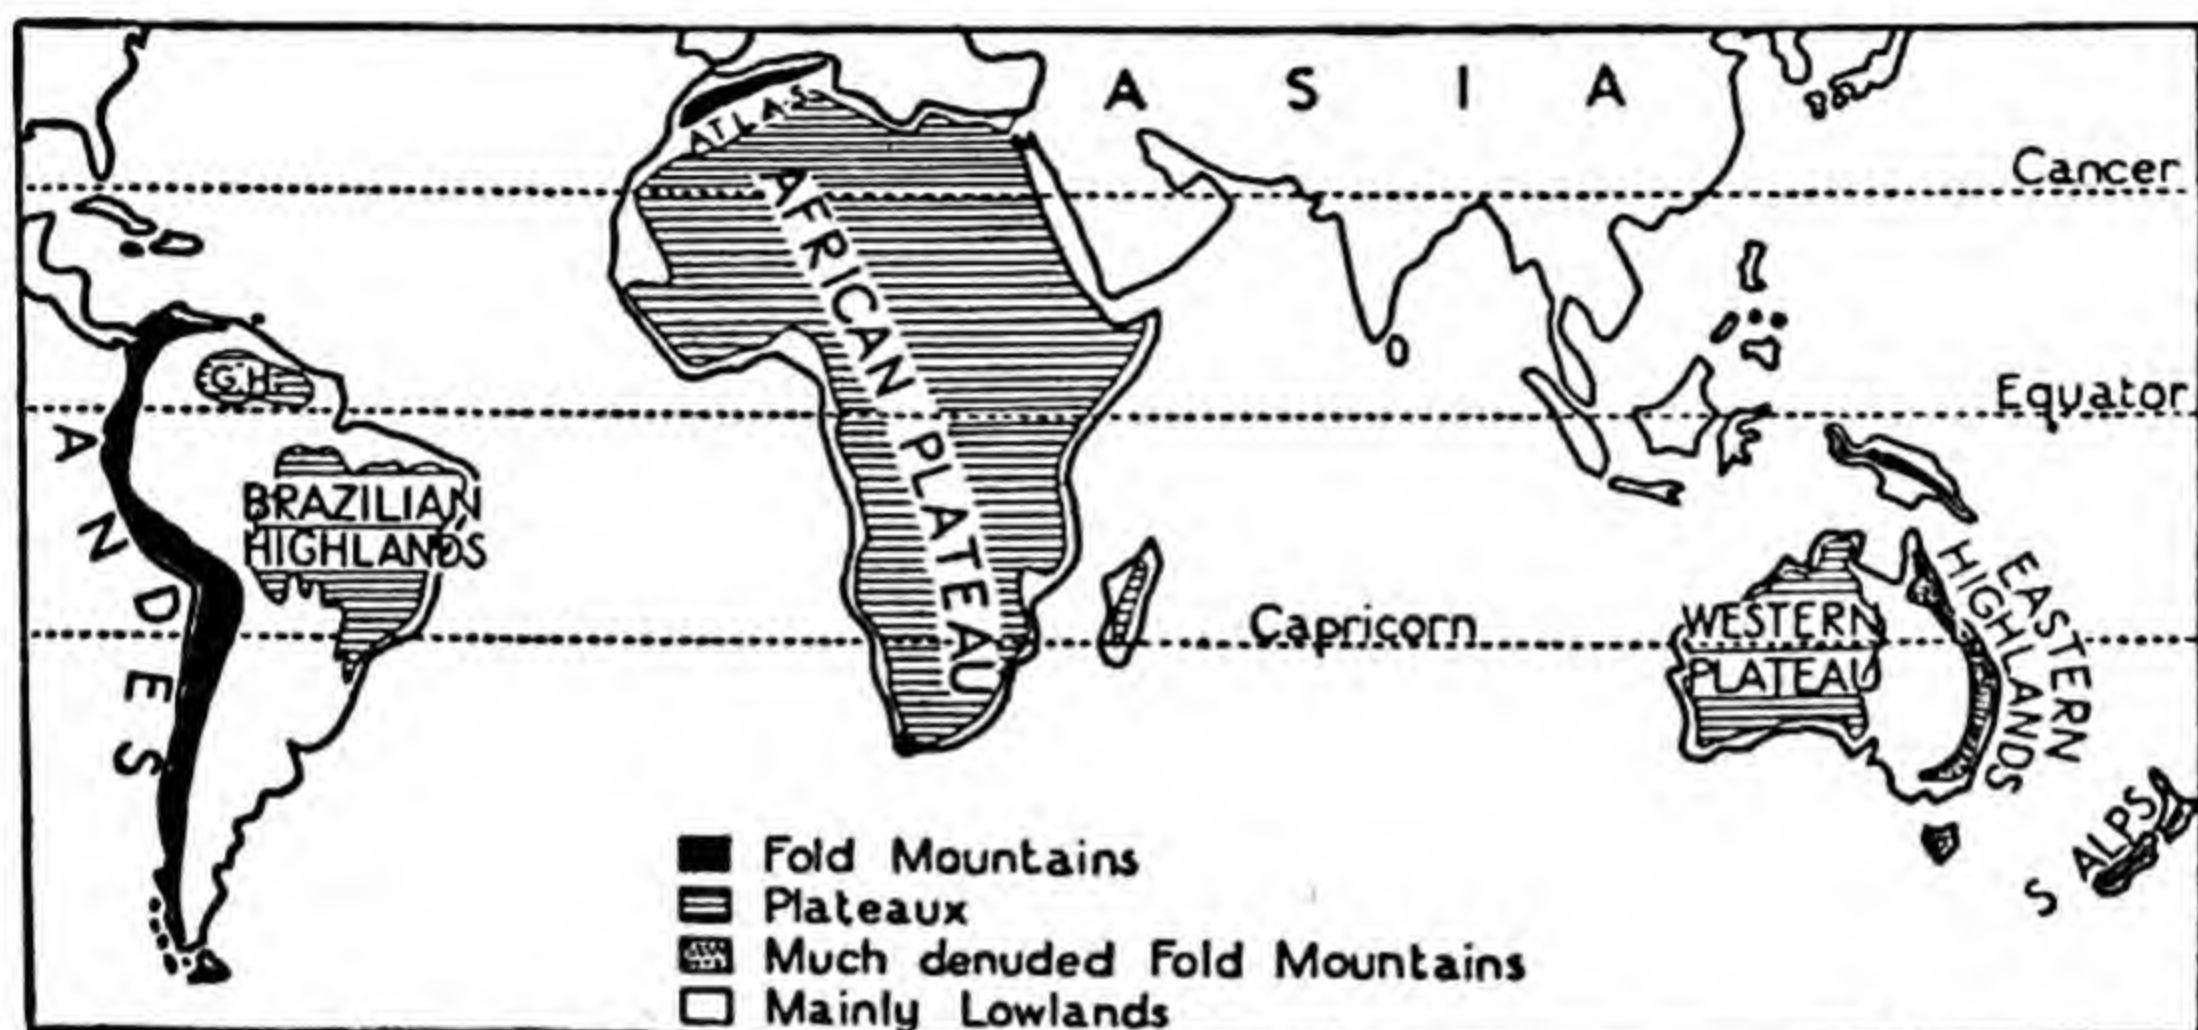 ASIA
ATLAS
Cancer
AFRICAN PLATEAU
G.H.
Equator
ANDES
BRAZILIAN
HIGHLANDS
EASTERN
HIGHLANDS
Capricorn
WESTERN
PLATEAU
S ALPS
Fold Mountains
Plateaux
Much denuded Fold Mountains
Mainly Lowlands